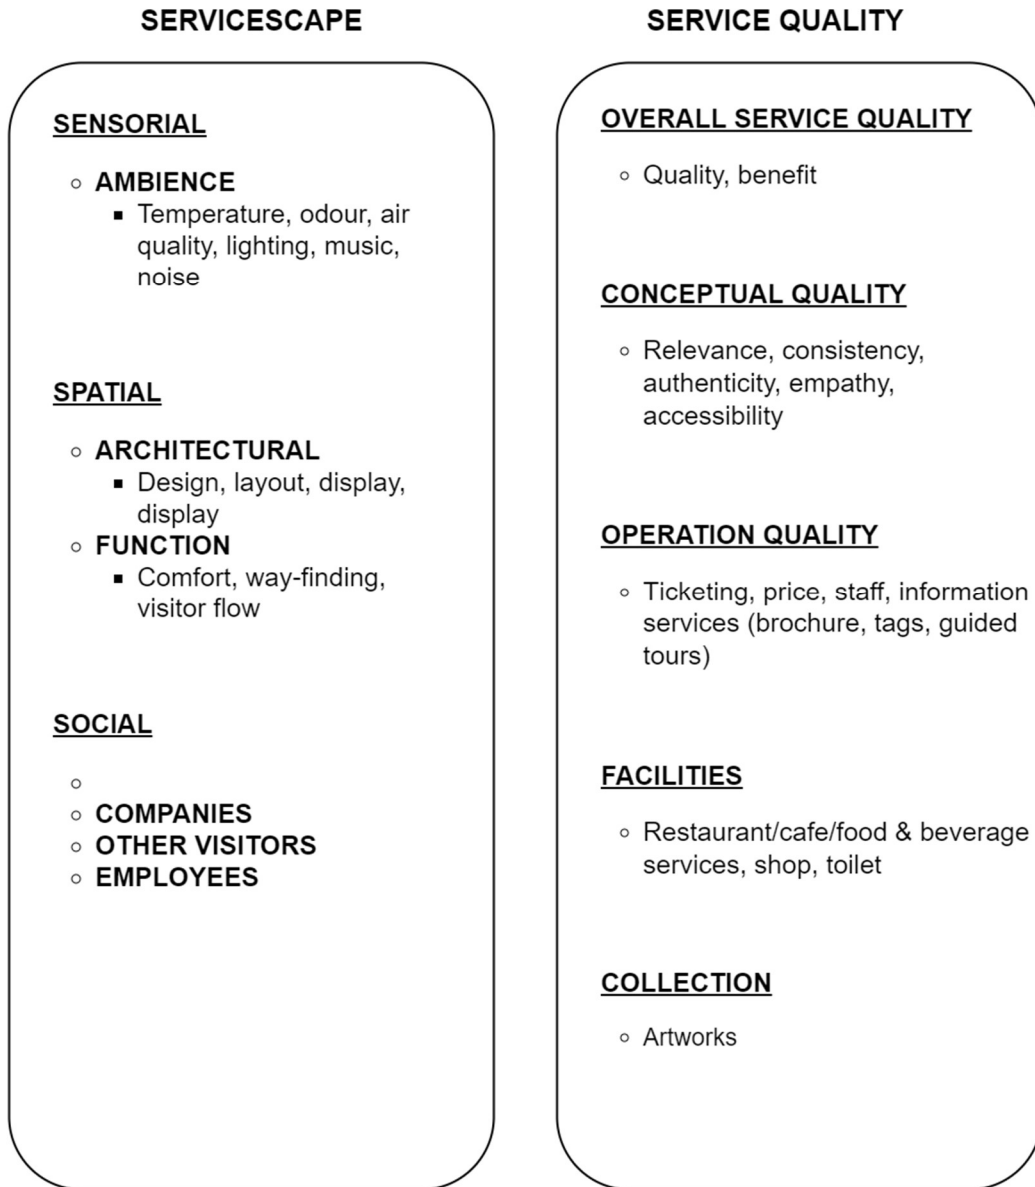 SERVICESCAPE
SENSORIAL
AMBIENCE
Temperature, odour, air
quality, lighting, music,
noise
SPATIAL
ARCHITECTURAL
Design, layout, display,
display
FUNCTION
Comfort, way-finding,
visitor flow
SOCIAL
COMPANIES
OTHER VISITORS
EMPLOYEES
SERVICE QUALITY
OVERALL SERVICE QUALITY
Quality, benefit
CONCEPTUAL QUALITY
Relevance, consistency,
authenticity, empathy,
accessibility
OPERATION QUALITY
Ticketing, price, staff, information
services (brochure, tags, guided
tours)
FACILITIES
Restaurant/cafe/food & beverage
services, shop, toilet
COLLECTION
Artworks